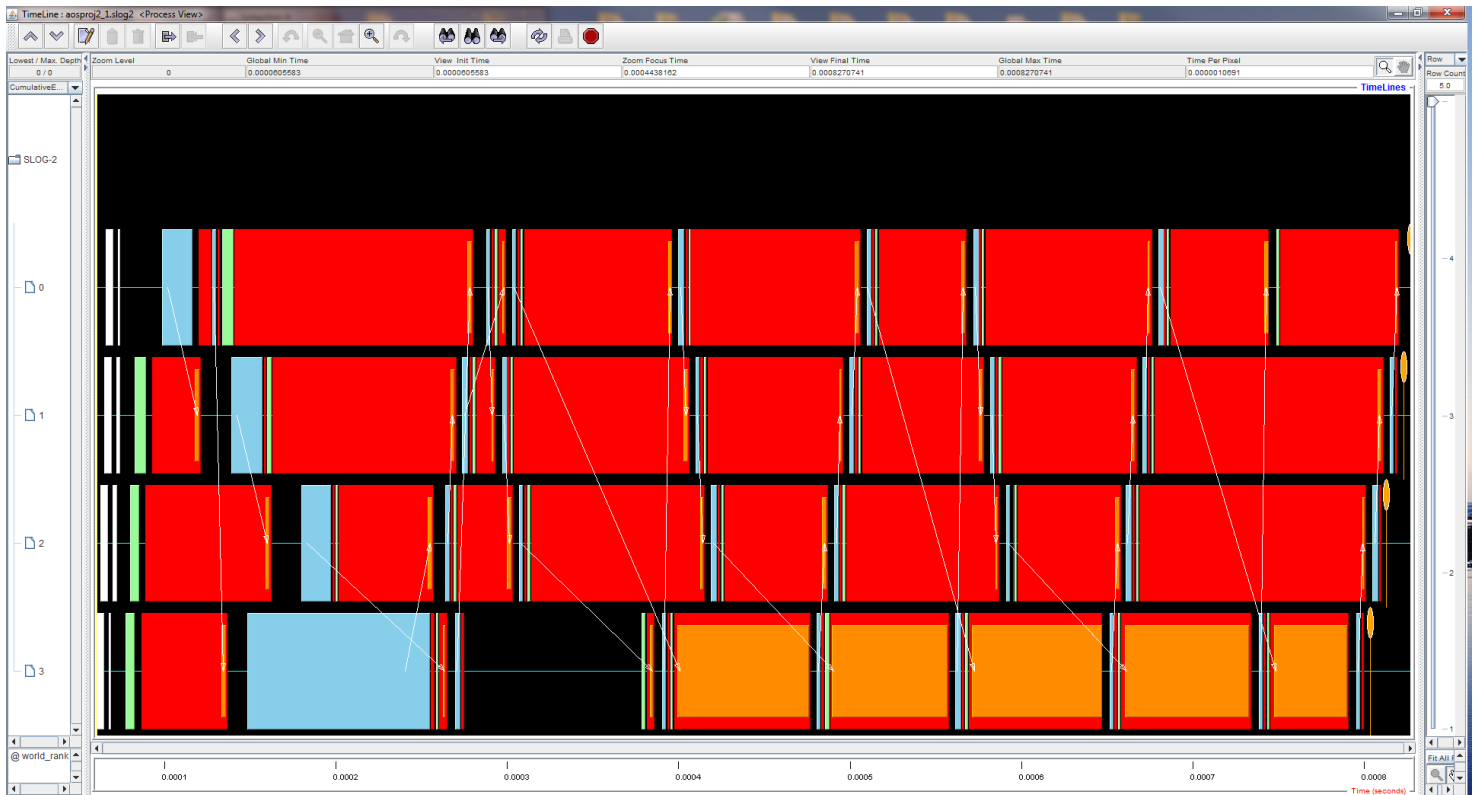 TimeLine : aosproj2_1.slog2 <Process View>
Lowest / Max. Depth
0 / 0
Zoom Level
0
Global Min Time
0.0000605583
View Init Time
0.0000605583
Zoom Focus Time
0.0004438162
View Final Time
0.0008270741
Global Max Time
0.0008270741
Time Per Pixel
0.0000010691
Row
Row Count
5.0
CumulativeE...
TimeLines
SLOG-2
0
1
2
3
4
3
2
1
@ world_rank
Fit All
0.0001
0.0002
0.0003
0.0004
0.0005
0.0006
0.0007
0.0008
Time (seconds)